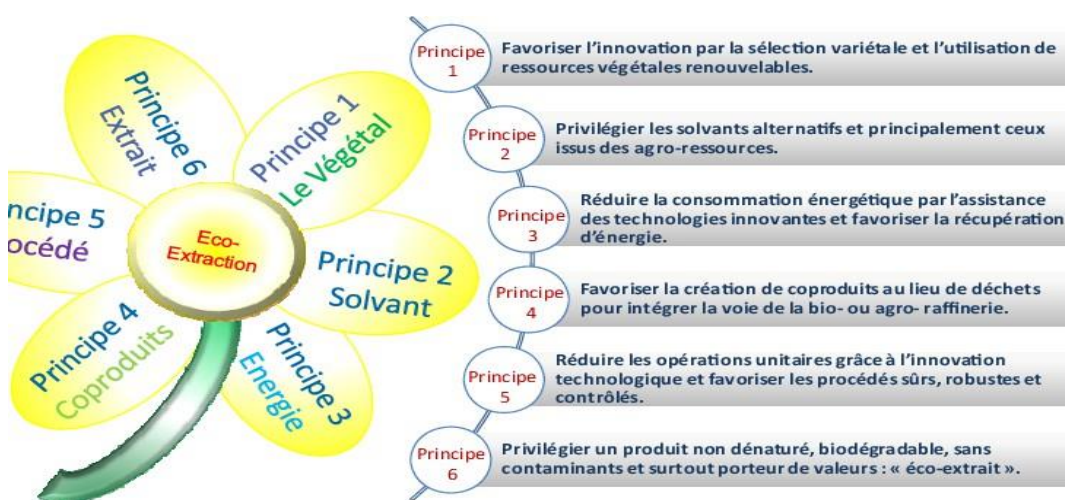 Principe 6
Extrait
Principe 1
Le Végétal
ncipe 5
océdé
Eco-
Extraction
Principe 2
Solvant
Principe 4
Coproduits
Principe 3
Energie
Principe
1
Favoriser l’innovation par la sélection variétale et l’utilisation de
ressources végétales renouvelables.
Principe
2
Privilégier les solvants alternatifs et principalement ceux
issus des agro-ressources.
Principe
3
Réduire la consommation énergétique par l’assistance
des technologies innovantes et favoriser la récupération
d’énergie.
Principe
4
Favoriser la création de coproduits au lieu de déchets
pour intégrer la voie de la bio- ou agro- raffinerie.
Principe
5
Réduire les opérations unitaires grâce à l’innovation
technologique et favoriser les procédés sûrs, robustes et
contrôlés.
Principe
6
Privilégier un produit non dénaturé, biodégradable, sans
contaminants et surtout porteur de valeurs : « éco-extrait ».